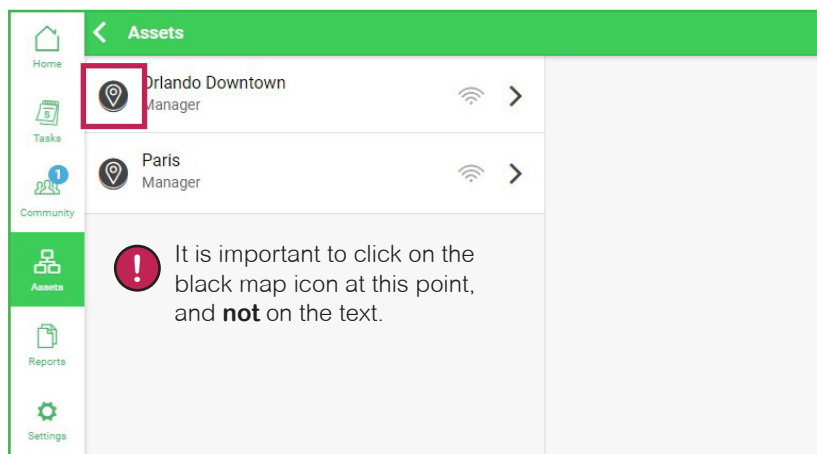 Assets
Home
Orlando Downtown
Manager
5
Tasks
Paris
Manager
1
Community
It is important to click on the
black map icon at this point,
and not on the text.
!
Assets
Reports
Settings